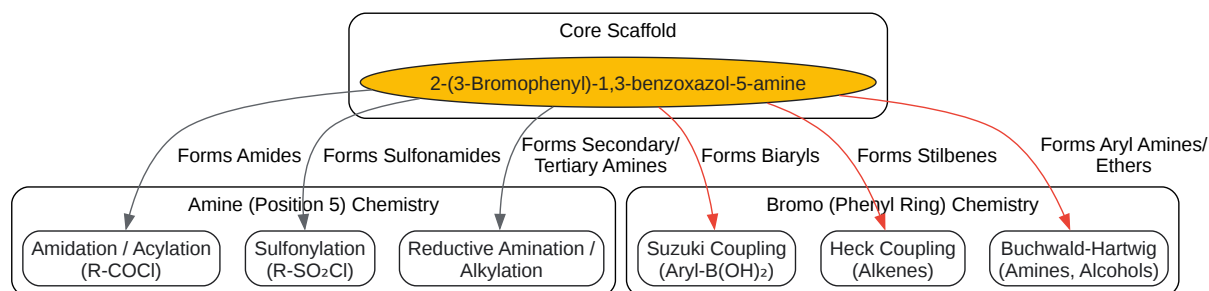 Core Scaffold
2-(3-Bromophenyl)-1,3-benzoxazol-5-amine
Forms Amides
Forms Sulfonamides
Forms Secondary/
Tertiary Amines
Forms Biaryls
Forms Stilbenes
Forms Aryl Amines/
Ethers
Amine (Position 5) Chemistry
Amidation / Acylation
(R-COCl)
Sulfonylation
(R-SO₂Cl)
Reductive Amination /
Alkylation
Bromo (Phenyl Ring) Chemistry
Suzuki Coupling
(Aryl-B(OH)₂)
Heck Coupling
(Alkenes)
Buchwald-Hartwig
(Amines, Alcohols)